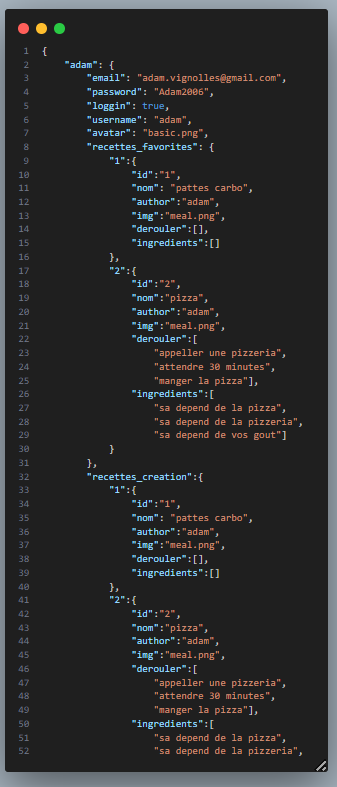 1 {
2 "adam": {
3 "email": "adam.vignolles@gmail.com",
4 "password": "Adam2006",
5 "loggin": true,
6 "username": "adam",
7 "avatar": "basic.png",
8 "recettes_favorites": {
9 "1":{
10 "id":"1",
11 "nom": "pattes carbo",
12 "author":"adam",
13 "img":"meal.png",
14 "derouler":[],
15 "ingredients":[]
16 },
17 "2":{
18 "id":"2",
19 "nom":"pizza",
20 "author":"adam",
21 "img":"meal.png",
22 "derouler":[
23 "appeller une pizzeria",
24 "attendre 30 minutes",
25 "manger la pizza"],
26 "ingredients":[
27 "sa depend de la pizza",
28 "sa depend de la pizzeria",
29 "sa depend de vos gout"]
30 }
31 },
32 "recettes_creation":{
33 "1":{
34 "id":"1",
35 "nom": "pattes carbo",
36 "author":"adam",
37 "img":"meal.png",
38 "derouler":[],
39 "ingredients":[]
40 },
41 "2":{
42 "id":"2",
43 "nom":"pizza",
44 "author":"adam",
45 "img":"meal.png",
46 "derouler":[
47 "appeller une pizzeria",
48 "attendre 30 minutes",
49 "manger la pizza"],
50 "ingredients":[
51 "sa depend de la pizza",
52 "sa depend de la pizzeria",